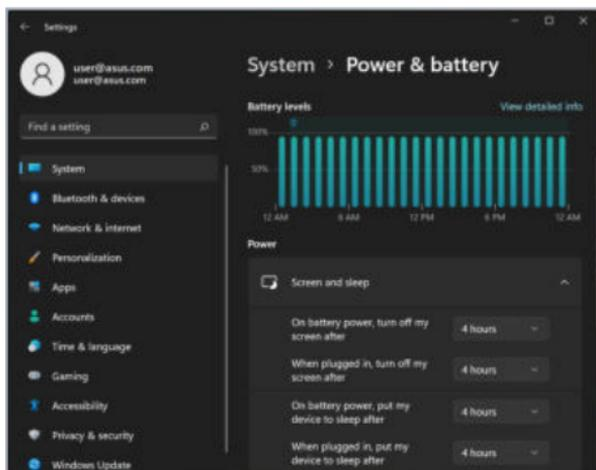 Settings
user@asus.com
user@asus.com
Find a setting
System
Bluetooth & devices
Network & internet
Personalization
Apps
Accounts
Time & language
Gaming
Accessibility
Privacy & security
Windows Update
System > Power & battery
Battery levels
View detailed info
100%
50%
12 AM 6 AM 12 PM 6 PM 12 AM
Power
Screen and sleep
On battery power, turn off my
screen after
4 hours
When plugged in, turn off my
screen after
4 hours
On battery power, put my
device to sleep after
4 hours
When plugged in, put my
device to sleep after
4 hours